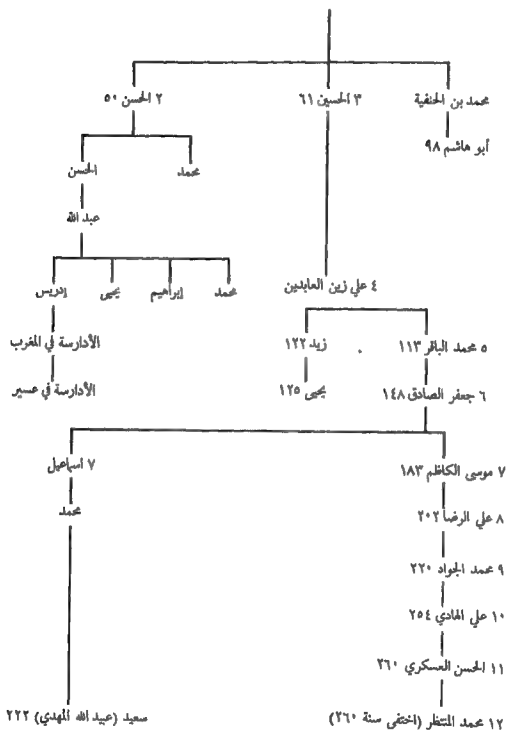 محمد بن الحنفية ٣ الحسين ٦١ ٢ الحسن ٥٠
أبو هاشم ٩٨
محمد الحسن
عبد الله
محمد إبراهيم يحيى إدريس
٤ علي زين العابدين
٥ محمد الباقر ١١٣ زيد ١٢٢ الأدارسة في المغرب
٦ جعفر الصادق ١٤٨ يحيى ١٢٥ الأدارسة في عسير
٧ موسى الكاظم ١٨٣ ٧ اسماعيل
٨ علي الرضا ٢٠٢ محمد
٩ محمد الجواد ٢٢٠
١٠ علي الهادي ٢٥٤
١١ الحسن العسكري ٢٦٠
١٢ محمد المنتظر (اختفى سنة ٢٦٠) سعيد (عبيد الله المهدي) ٢٢٢